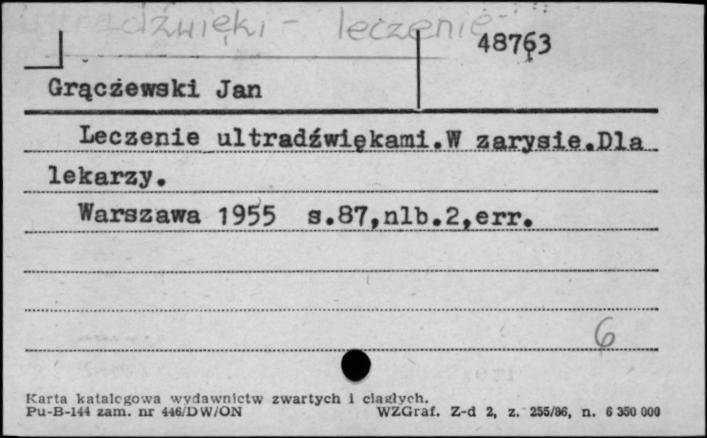 ultradźwięki - leczenie
48763
Grączewski Jan
Leczenie ultradźwiękami.W zarysie.Dla
lekarzy.
Warszawa 1955 s.87,nlb.2,err.
6
Karta katalogowa wydawnictw zwartych i ciągłych.
Pu-B-144 zam. nr 446/DW/ON WZGraf. Z-d 2, z. 255/86, n. 6 350 000